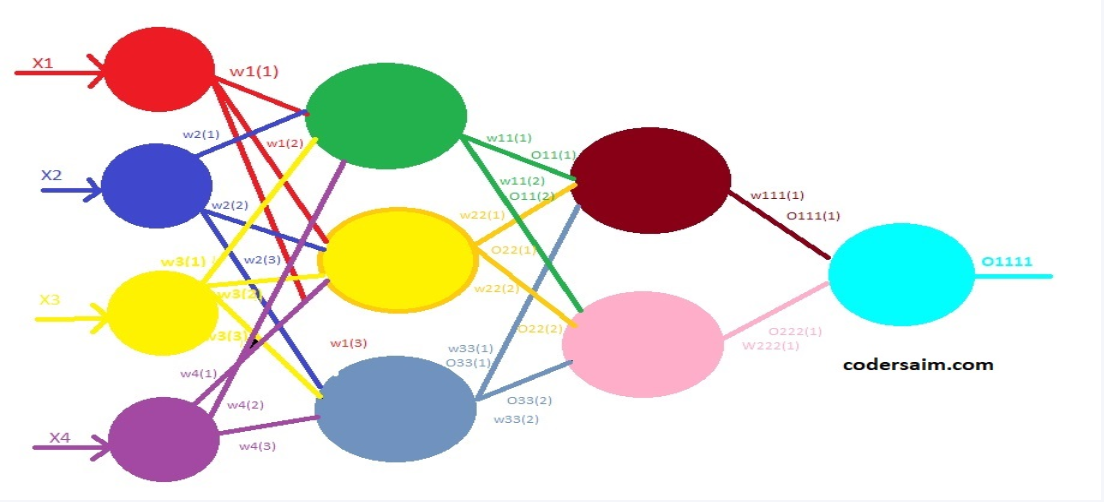 X1
w1(1)
w2(1)
w1(2)
X2
w2(2)
w3(1)
w2(3)
X3
w3(2)
w3(3)
w1(3)
w4(1)
w4(2)
X4
w4(3)
w11(1)
O11(1)
w11(2)
O11(2)
w22(1)
O22(1)
w22(2)
O22(2)
w33(1)
O33(1)
O33(2)
w33(2)
w111(1)
O111(1)
O1111
O222(1)
W222(1)
codersaim.com